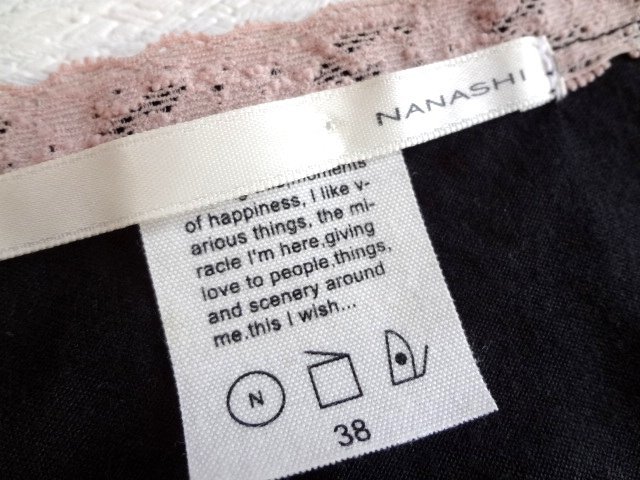 NANASHI
moments
of happiness, I like v-
arious things, the mi-
racle I'm here,giving
love to people,things,
and scenery around
me.this I wish...
N
38